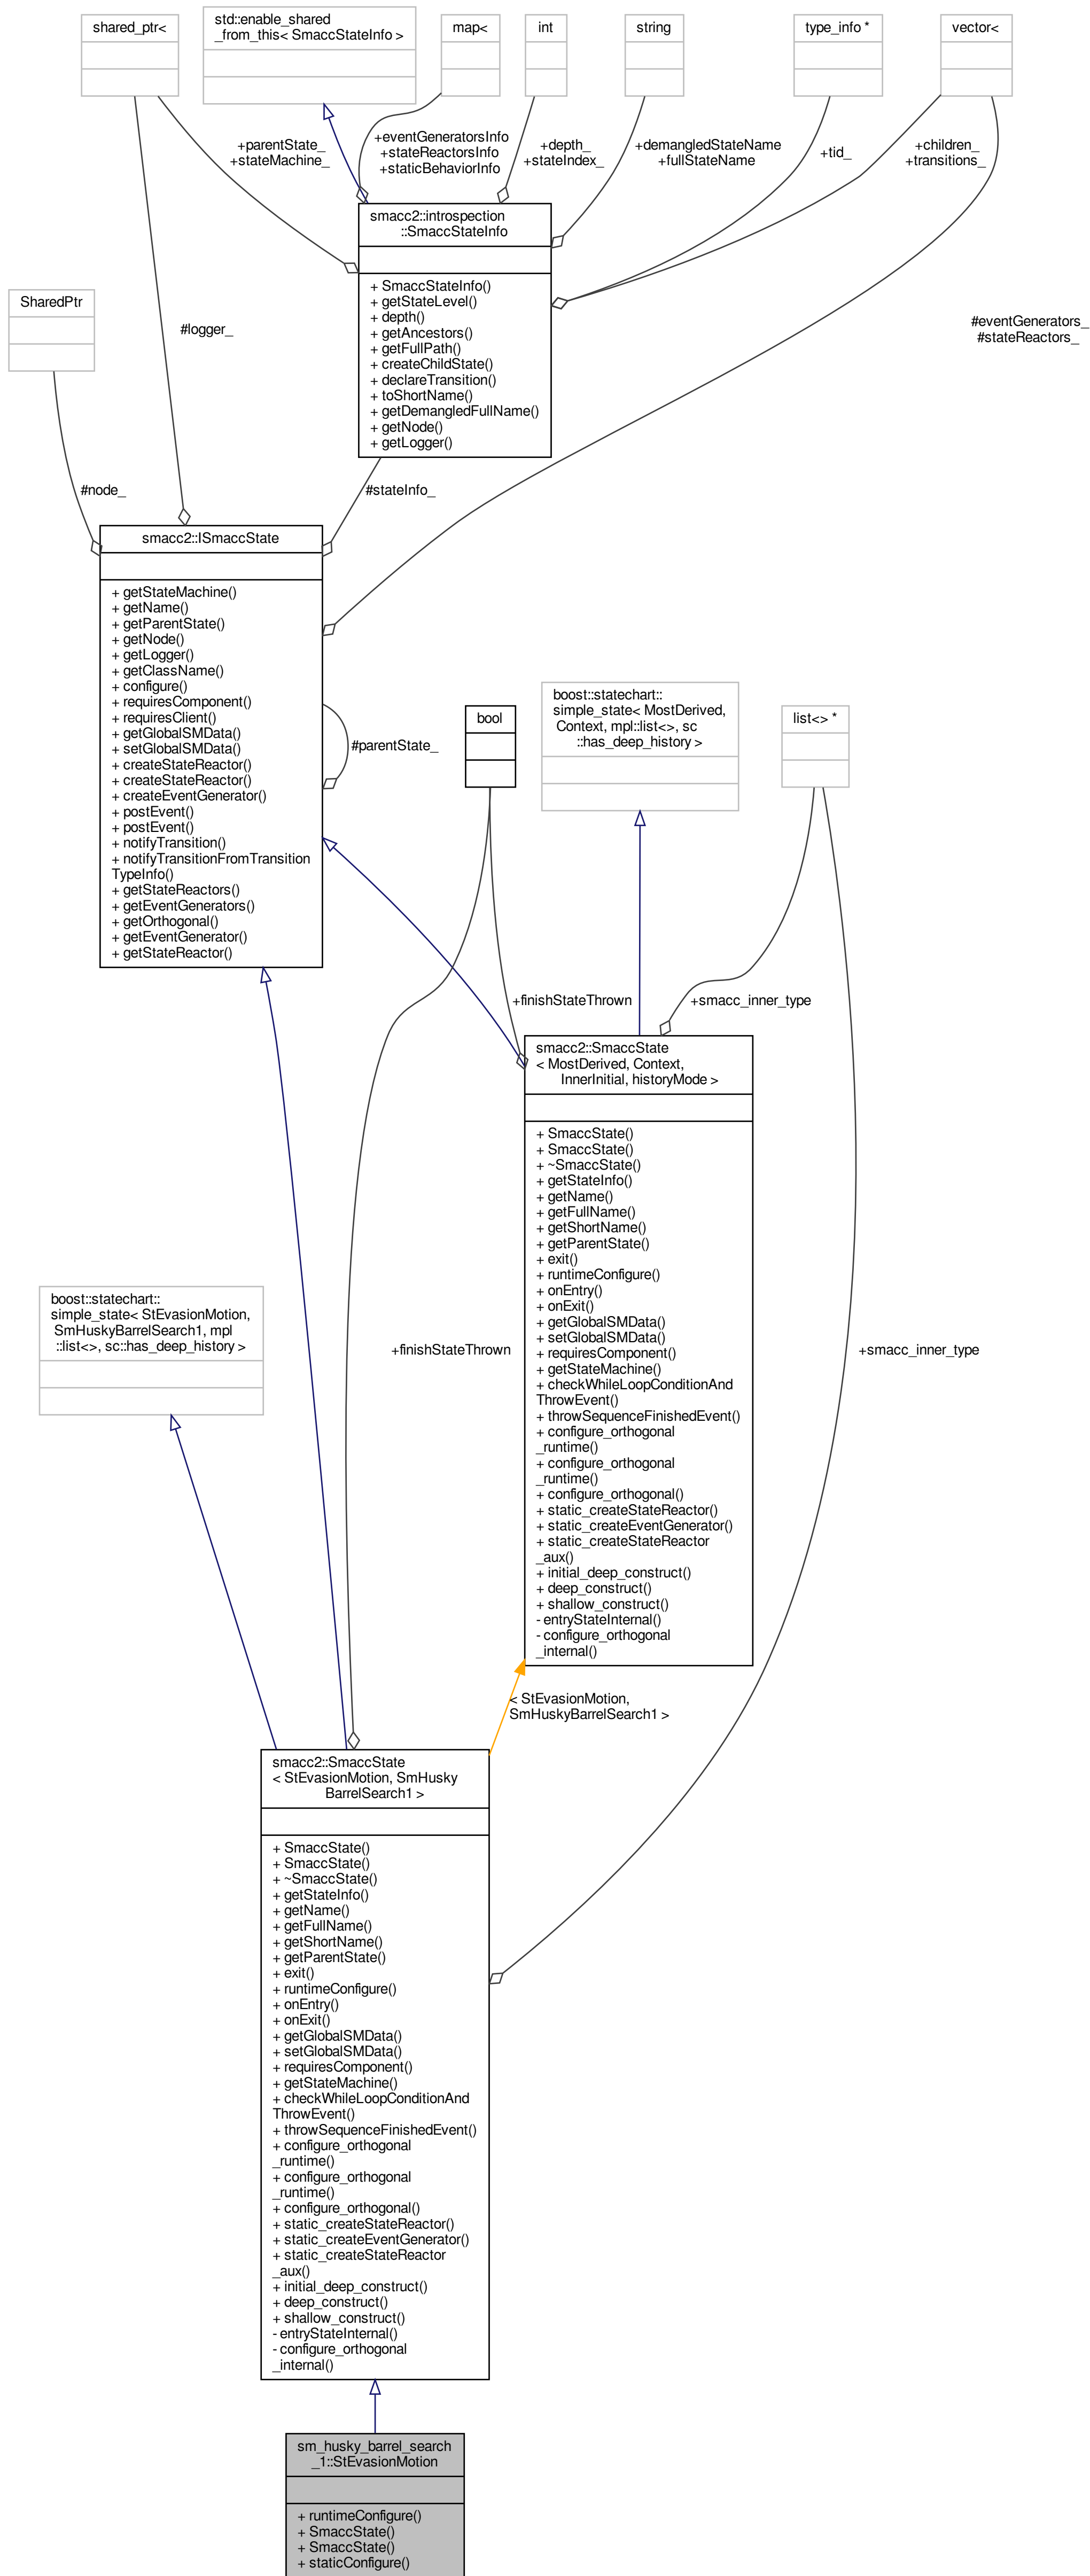 shared_ptr<
std::enable_shared
_from_this< SmaccStateInfo >
map<
int
string
type_info *
vector<
+parentState_
+stateMachine_
+eventGeneratorsInfo
+stateReactorsInfo
+staticBehaviorInfo
+depth_
+stateIndex_
+demangledStateName
+fullStateName
+tid_
+children_
+transitions_
smacc2::introspection
::SmaccStateInfo
+ SmaccStateInfo()
+ getStateLevel()
+ depth()
+ getAncestors()
+ getFullPath()
+ createChildState()
+ declareTransition()
+ toShortName()
+ getDemangledFullName()
+ getNode()
+ getLogger()
SharedPtr
#logger_
#eventGenerators_
#stateReactors_
#node_
#stateInfo_
smacc2::ISmaccState
+ getStateMachine()
+ getName()
+ getParentState()
+ getNode()
+ getLogger()
+ getClassName()
+ configure()
+ requiresComponent()
+ requiresClient()
+ getGlobalSMData()
+ setGlobalSMData()
+ createStateReactor()
+ createStateReactor()
+ createEventGenerator()
+ postEvent()
+ postEvent()
+ notifyTransition()
+ notifyTransitionFromTransition
TypeInfo()
+ getStateReactors()
+ getEventGenerators()
+ getOrthogonal()
+ getEventGenerator()
+ getStateReactor()
#parentState_
bool
boost::statechart::
simple_state< MostDerived,
Context, mpl::list<>, sc
::has_deep_history >
list<> *
+finishStateThrown
+smacc_inner_type
smacc2::SmaccState
< MostDerived, Context,
InnerInitial, historyMode >
+ SmaccState()
+ SmaccState()
+ ~SmaccState()
+ getStateInfo()
+ getName()
+ getFullName()
+ getShortName()
+ getParentState()
+ exit()
+ runtimeConfigure()
+ onEntry()
+ onExit()
+ getGlobalSMData()
+ setGlobalSMData()
+ requiresComponent()
+ getStateMachine()
+ checkWhileLoopConditionAnd
ThrowEvent()
+ throwSequenceFinishedEvent()
+ configure_orthogonal
_runtime()
+ configure_orthogonal
_runtime()
+ configure_orthogonal()
+ static_createStateReactor()
+ static_createEventGenerator()
+ static_createStateReactor
_aux()
+ initial_deep_construct()
+ deep_construct()
+ shallow_construct()
- entryStateInternal()
- configure_orthogonal
_internal()
boost::statechart::
simple_state< StEvasionMotion,
SmHuskyBarrelSearch1, mpl
::list<>, sc::has_deep_history >
+finishStateThrown
+smacc_inner_type
< StEvasionMotion,
SmHuskyBarrelSearch1 >
smacc2::SmaccState
< StEvasionMotion, SmHusky
BarrelSearch1 >
+ SmaccState()
+ SmaccState()
+ ~SmaccState()
+ getStateInfo()
+ getName()
+ getFullName()
+ getShortName()
+ getParentState()
+ exit()
+ runtimeConfigure()
+ onEntry()
+ onExit()
+ getGlobalSMData()
+ setGlobalSMData()
+ requiresComponent()
+ getStateMachine()
+ checkWhileLoopConditionAnd
ThrowEvent()
+ throwSequenceFinishedEvent()
+ configure_orthogonal
_runtime()
+ configure_orthogonal
_runtime()
+ configure_orthogonal()
+ static_createStateReactor()
+ static_createEventGenerator()
+ static_createStateReactor
_aux()
+ initial_deep_construct()
+ deep_construct()
+ shallow_construct()
- entryStateInternal()
- configure_orthogonal
_internal()
sm_husky_barrel_search
_1::StEvasionMotion
+ runtimeConfigure()
+ SmaccState()
+ SmaccState()
+ staticConfigure()